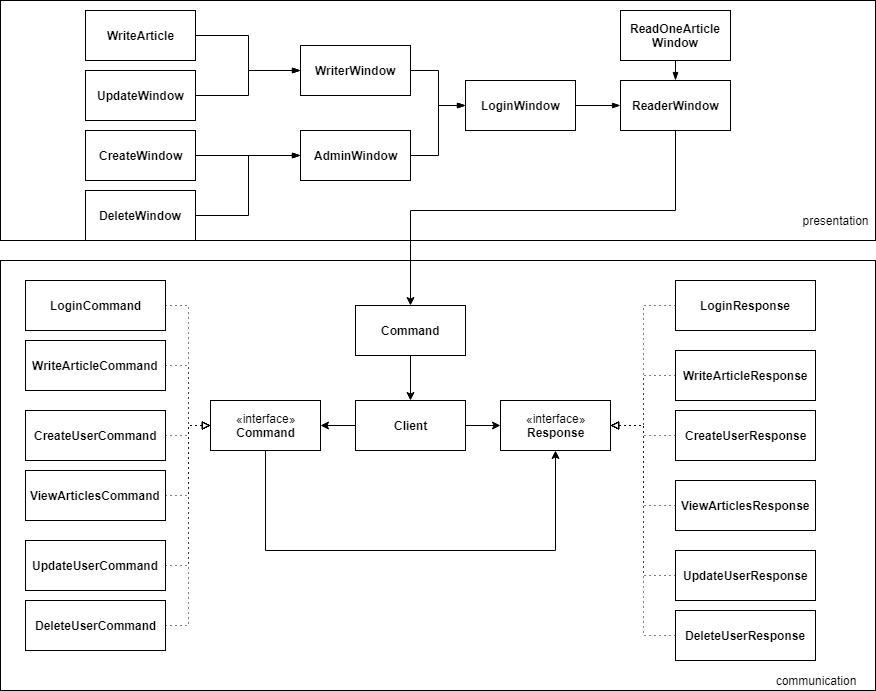 WriteArticle
UpdateWindow
CreateWindow
DeleteWindow
WriterWindow
AdminWindow
LoginWindow
ReadOneArticle
Window
ReaderWindow
presentation
LoginCommand
WriteArticleCommand
CreateUserCommand
ViewArticlesCommand
UpdateUserCommand
DeleteUserCommand
Command
«interface»
Command
Client
«interface»
Response
LoginResponse
WriteArticleResponse
CreateUserResponse
ViewArticlesResponse
UpdateUserResponse
DeleteUserResponse
communication